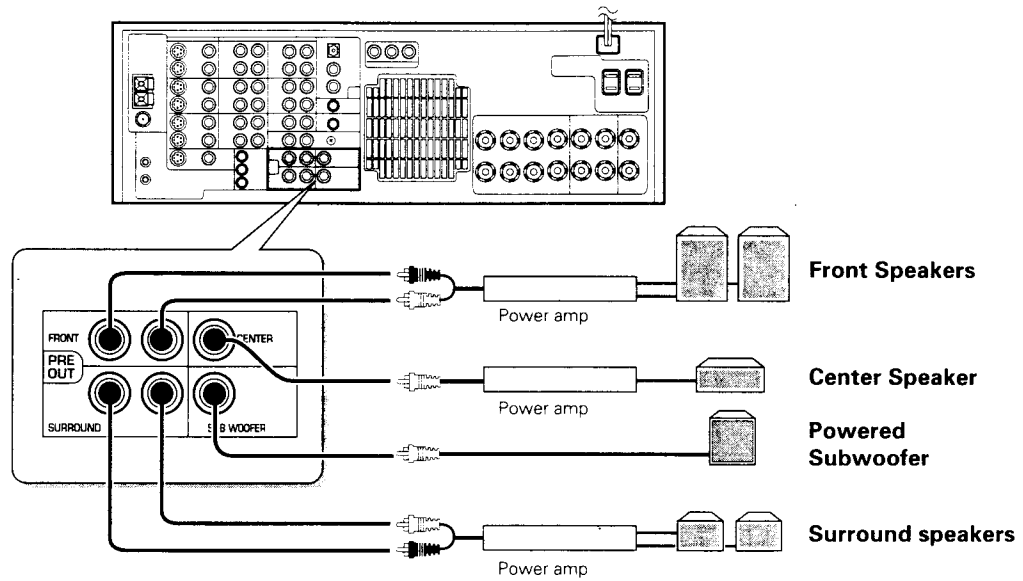 Front Speakers
Power amp
FRONT
CENTER
PRE
OUT
Center Speaker
Power amp
SURROUND
SUB WOOFER
Powered
Subwoofer
Surround speakers
Power amp